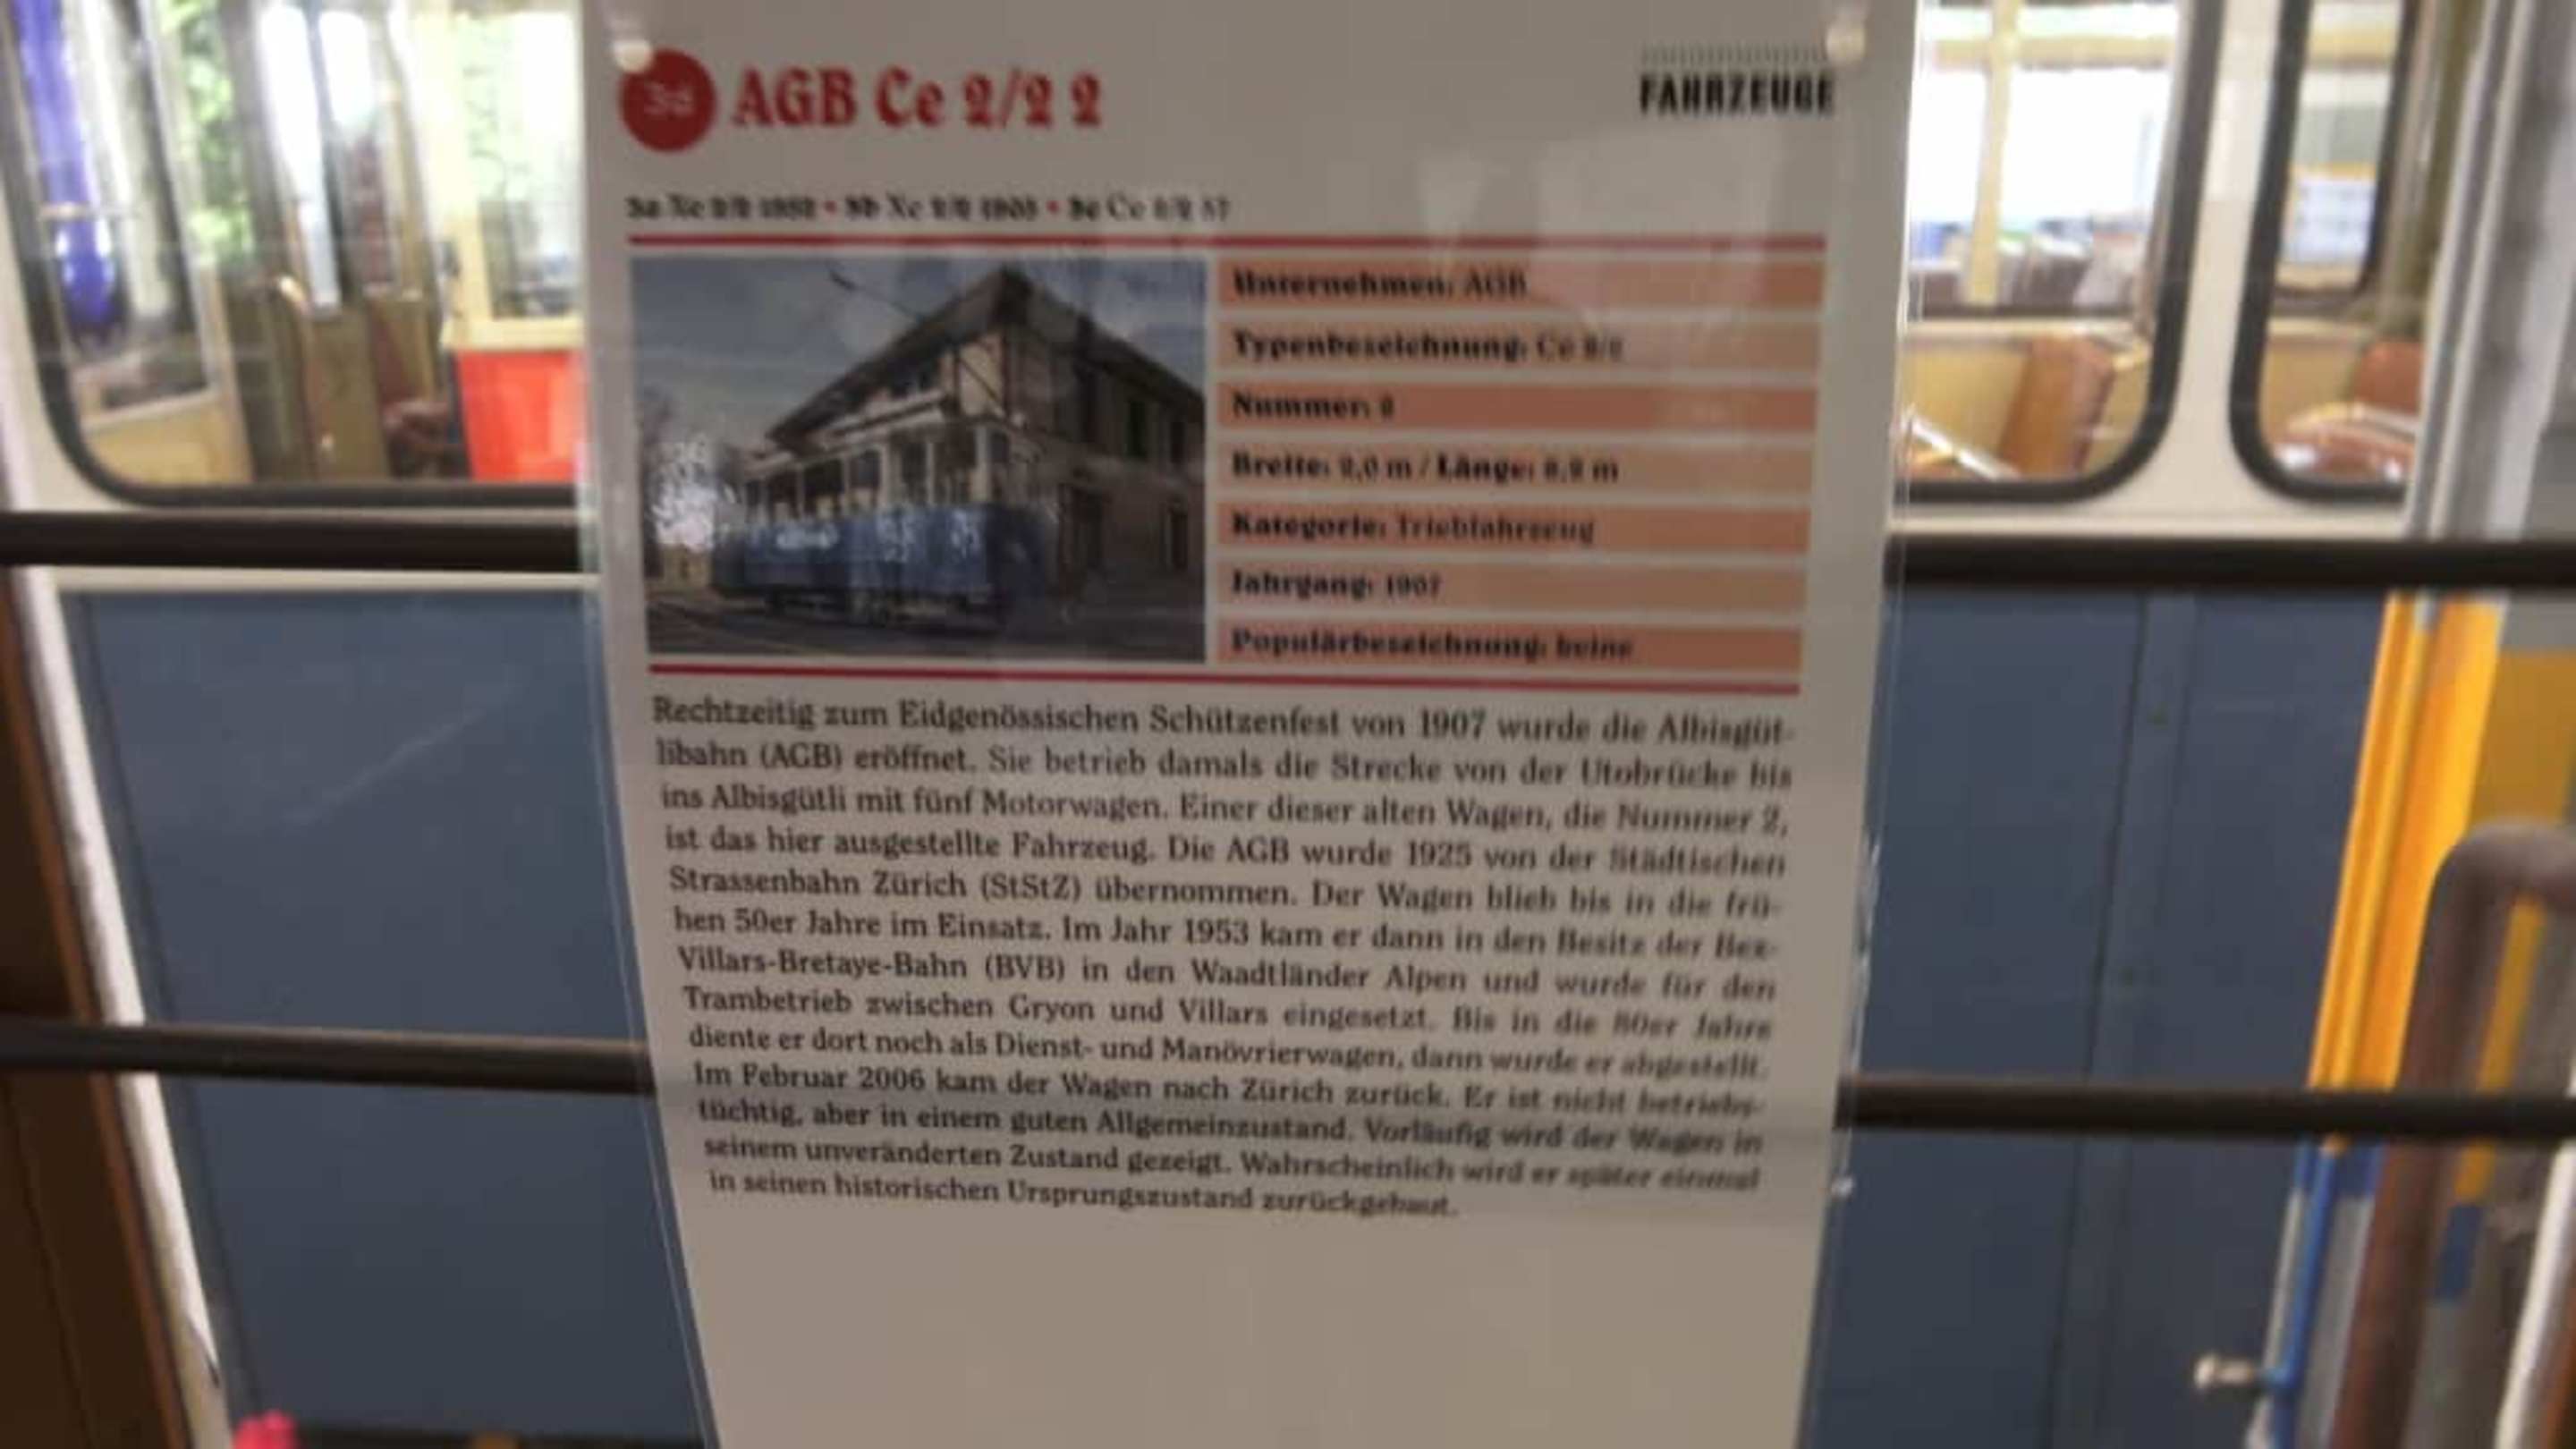 3d AGB Ce 2/2 2
FAHRZEUGE
Unternehmen: AGB
Typenbezeichnung: Ce 2/2
Nummer: 2
Breite: 2,0 m / Länge: m
Kategorie: Triebfahrzeug
Jahrgang: 1907
Populärbezeichnung: keine
Rechtzeitig zum Eidgenössischen Schützenfest von 1907 wurde die Albisgüt-
libahn (AGB) eröffnet. Sie betrieb damals die Strecke von der Utobrücke bis
ins Albisgütli mit fünf Motorwagen. Einer dieser alten Wagen, die Nummer 2,
ist das hier ausgestellte Fahrzeug. Die AGB wurde 1925 von der Städtischen
Strassenbahn Zürich (StStZ) übernommen. Der Wagen blieb bis in die frü-
hen 50er Jahre im Einsatz. Im Jahr 1953 kam er dann in den Besitz der Bex-
Villars-Bretaye-Bahn (BVB) in den Waadtländer Alpen und wurde für den
Trambetrieb zwischen Gryon und Villars eingesetzt. Bis in die 80er Jahre
diente er dort noch als Dienst- und Manövrierwagen, dann wurde er abgestellt.
Im Februar 2006 kam der Wagen nach Zürich zurück. Er ist nicht betriebs-
tüchtig, aber in einem guten Allgemeinzustand. Vorläufig wird der Wagen in
seinem unveränderten Zustand gezeigt. Wahrscheinlich wird er später einmal
in seinen historischen Ursprungszustand zurückgebaut.